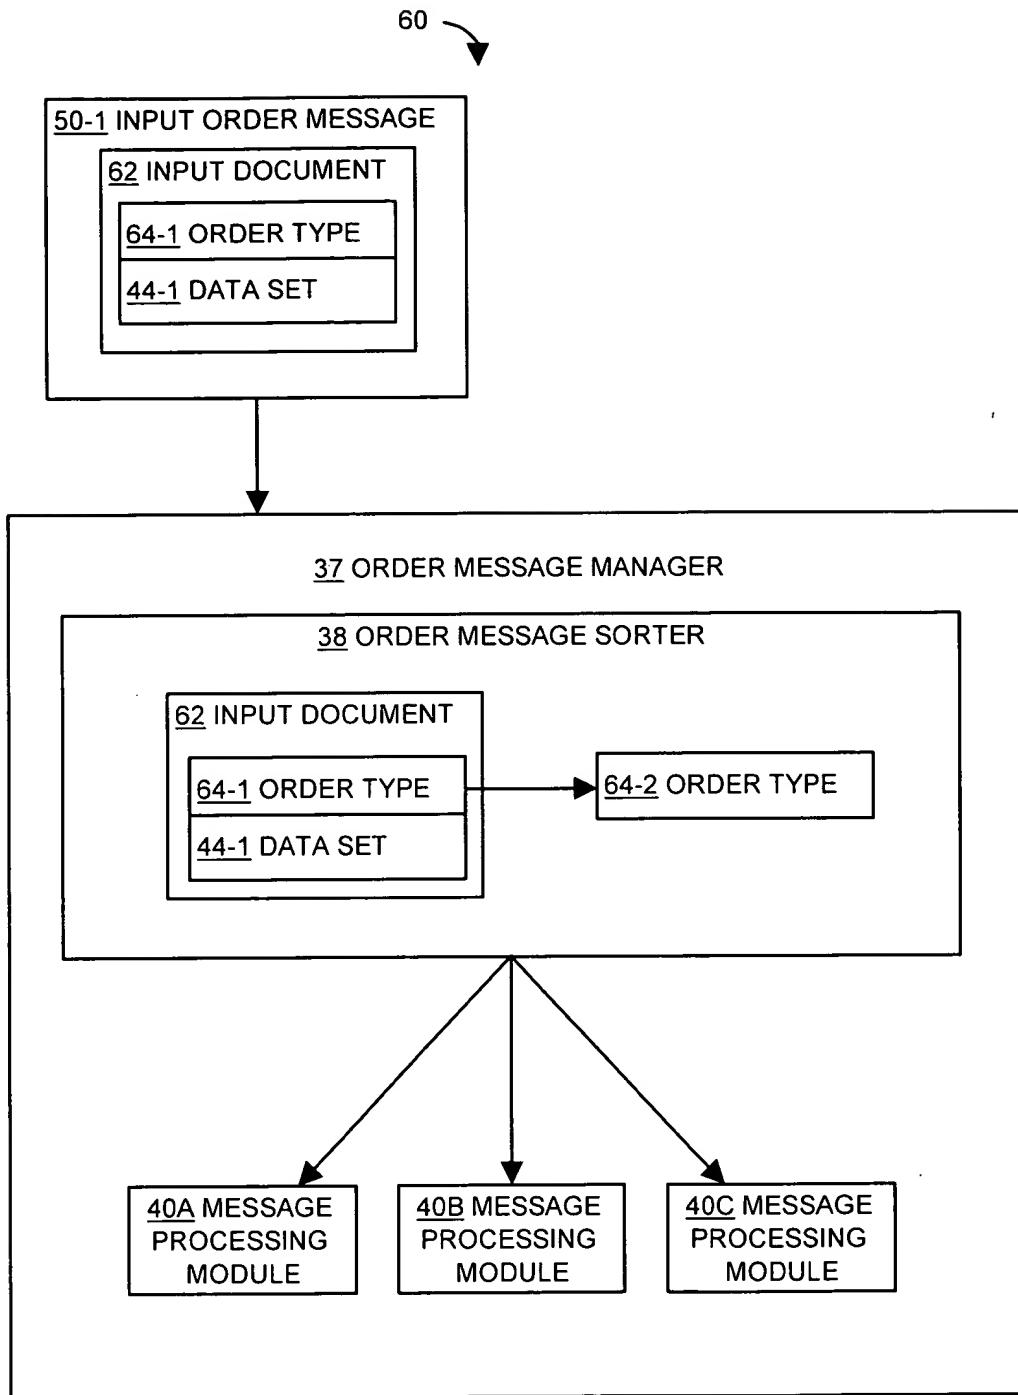 60
50-1 INPUT ORDER MESSAGE
62 INPUT DOCUMENT
64-1 ORDER TYPE
44-1 DATA SET
37 ORDER MESSAGE MANAGER
38 ORDER MESSAGE SORTER
62 INPUT DOCUMENT
64-1 ORDER TYPE
44-1 DATA SET
64-2 ORDER TYPE
40A MESSAGE
PROCESSING
MODULE
40B MESSAGE
PROCESSING
MODULE
40C MESSAGE
PROCESSING
MODULE